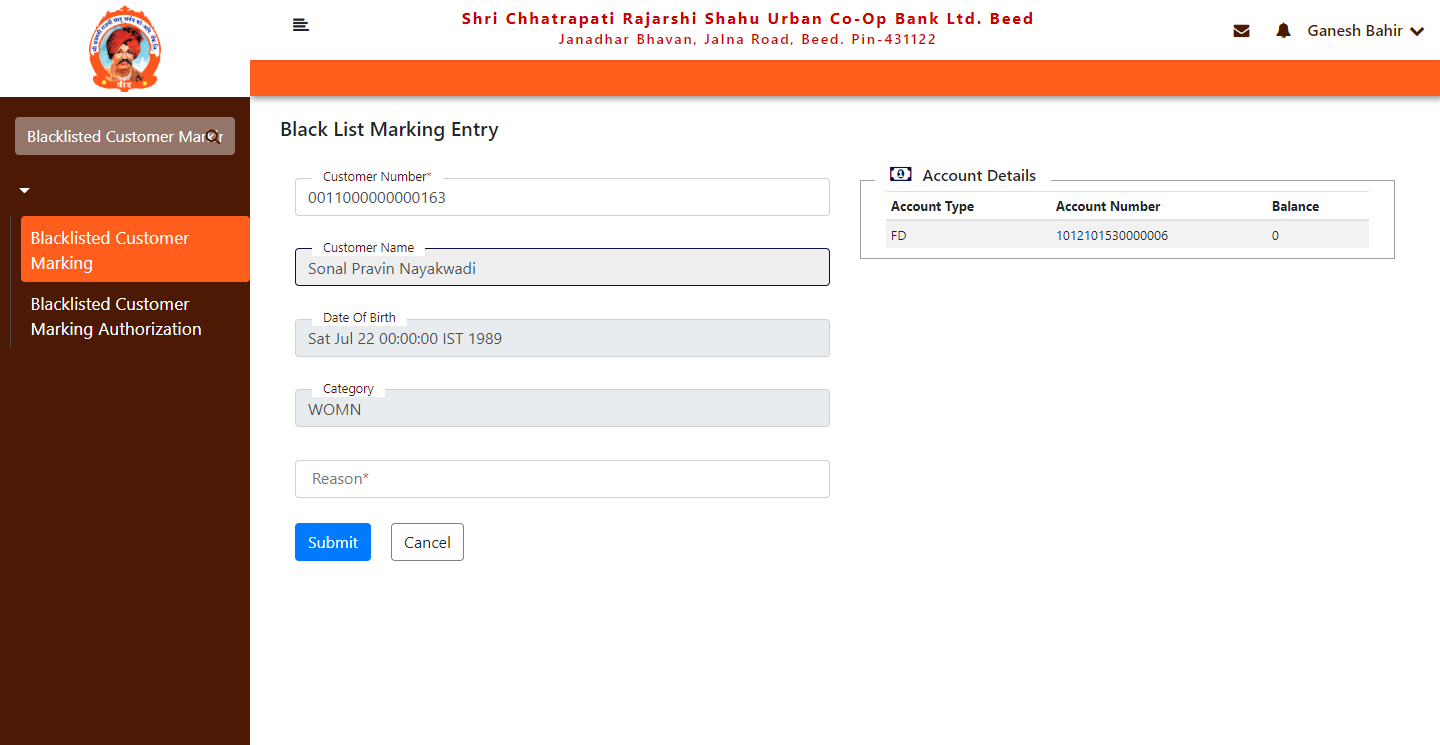 Shri Chhatrapati Rajarshi Shahu Urban Co-Op Bank Ltd. Beed
Janadhar Bhavan, Jalna Road, Beed. Pin-431122
Ganesh Bahir
Blacklisted Customer Mar
Blacklisted Customer
Marking
Blacklisted Customer
Marking Authorization
Black List Marking Entry
Customer Number*
0011000000000163
Customer Name
Sonal Pravin Nayakwadi
Date Of Birth
Sat Jul 22 00:00:00 IST 1989
Category
WOMN
Reason*
Submit Cancel
Account Details
Account Type Account Number Balance
FD 1012101530000006 0